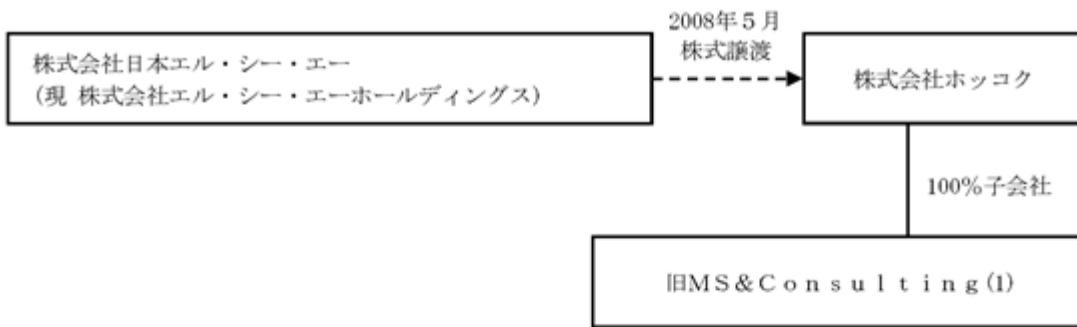 2008年5月
株式譲渡
株式会社日本エル・シー・エー
(現 株式会社エル・シー・エーホールディングス)
株式会社ホッコク
100%子会社
旧MS&Consulting(1)